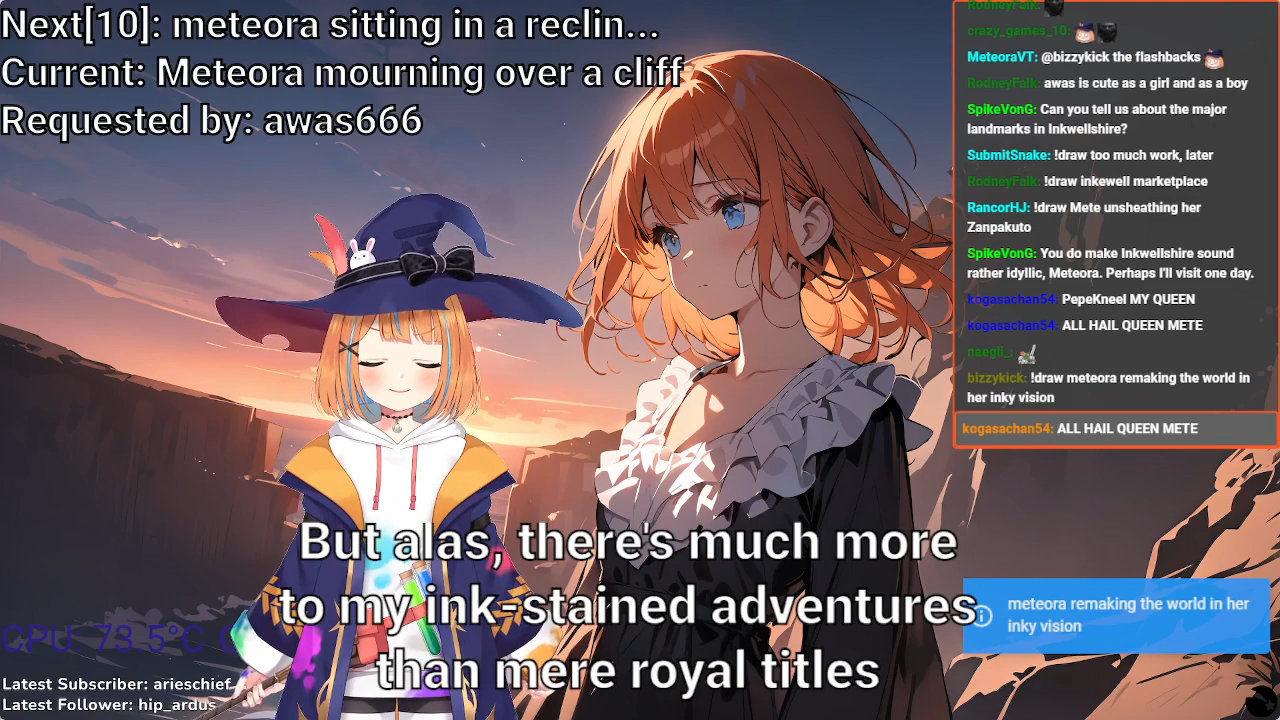 Next[10]: meteora sitting in a reclin...
Current: Meteora mourning over a cliff
Requested by: awas666
RodneyFalk:
crazy_games_10:
MeteoraVT: @bizzykick the flashbacks
RodneyFalk: awas is cute as a girl and as a boy
SpikeVonG: Can you tell us about the major
landmarks in Inkwellshire?
SubmitSnake: !draw too much work, later
RodneyFalk: !draw inkewell marketplace
RancorHJ: !draw Mete unsheathing her
Zanpakuto
SpikeVonG: You do make Inkwellshire sound
rather idyllic, Meteora. Perhaps I'll visit one day.
kogasachan54: PepeKneel MY QUEEN
kogasachan54: ALL HAIL QUEEN METE
naegii_:
bizzykick: !draw meteora remaking the world in
her inky vision
kogasachan54: ALL HAIL QUEEN METE
But alas, there's much more
to my ink-stained adventures
than mere royal titles
meteora remaking the world in her
inky vision
CPU: 73.5°C
Latest Subscriber: arieschief
Latest Follower: hip_ardus